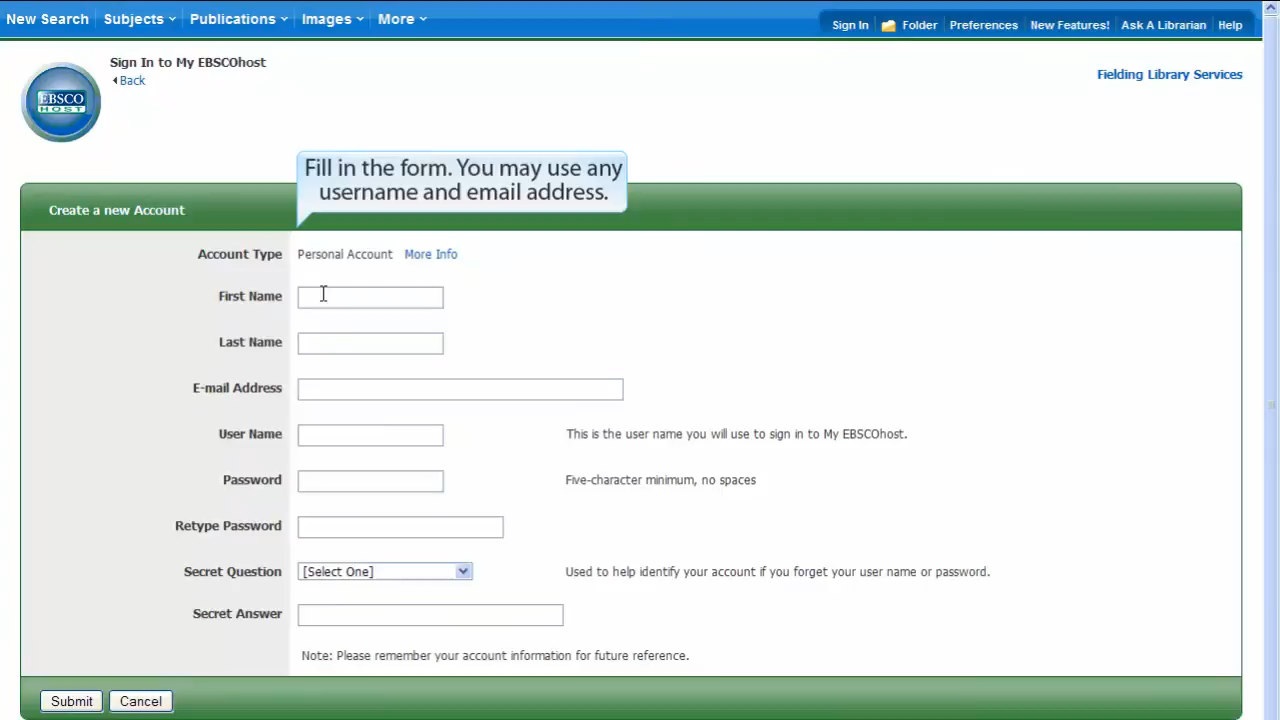 New Search Subjects Publications Images More
Sign In Folder Preferences New Features! Ask A Librarian Help
Sign In to My EBSCOhost
Back
Fielding Library Services
EBSCO
HOST
Fill in the form. You may use any
username and email address.
Create a new Account
Account Type Personal Account More Info
First Name
Last Name
E-mail Address
User Name This is the user name you will use to sign in to My EBSCOhost.
Password Five-character minimum, no spaces
Retype Password
Secret Question [Select One] Used to help identify your account if you forget your user name or password.
Secret Answer
Note: Please remember your account information for future reference.
Submit Cancel